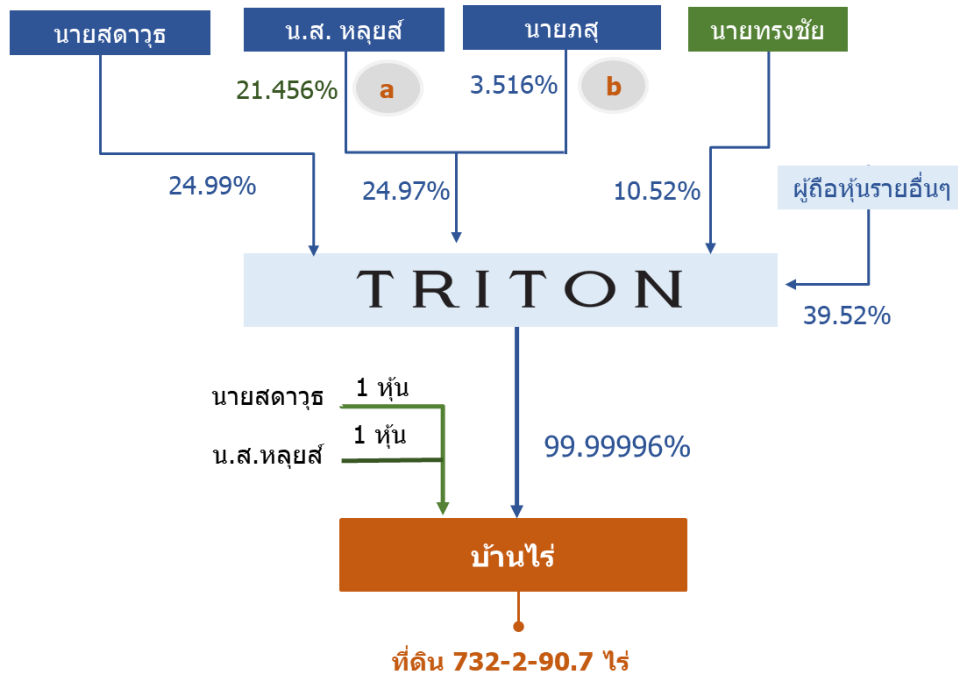 นายสดาวุธ
น.ส. หลุยส์
นายภสุ
นายทรงชัย
21.456%
a
3.516%
b
24.99%
24.97%
10.52%
ผู้ถือหุ้นรายอื่นๆ
TRITON
39.52%
นายสดาวุธ
1 หุ้น
น.ส.หลุยส์
1 หุ้น
99.99996%
บ้านไร่
ที่ดิน 732-2-90.7 ไร่